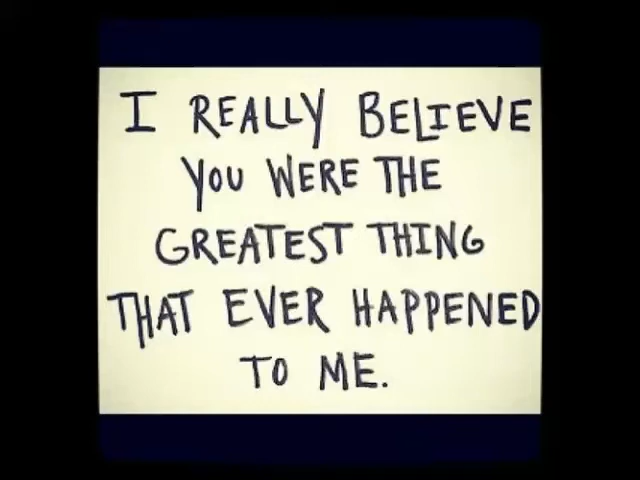 I REALLY BELIEVE
YOU WERE THE
GREATEST THING
THAT EVER HAPPENED
TO ME.